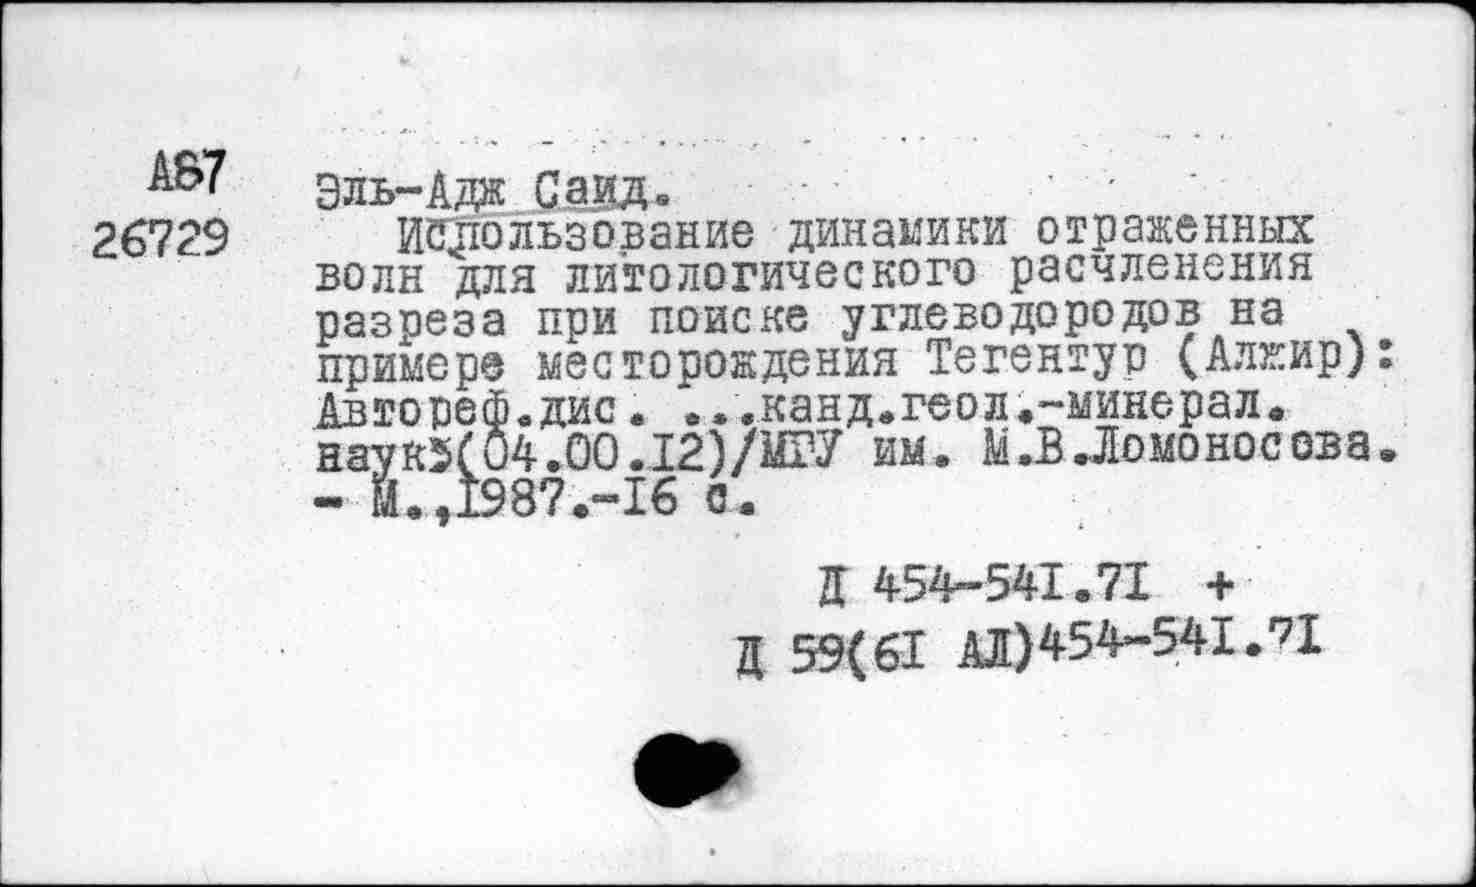 А87
26729
Эль-Адж Саид.
Использование динамики отраженных
волн для литологического расчленения
разреза при поиске углеводородов на
примере месторождения Тегентур (Алжир):
Автореф.дис. ...канд.геол.-минерал.
наук5(04.00.12)/МГУ им. М.В.Ломоносова.
- М.,1987.-16 с.
Д 454-541.71 +
Д 59(61 АЛ)454-541.71